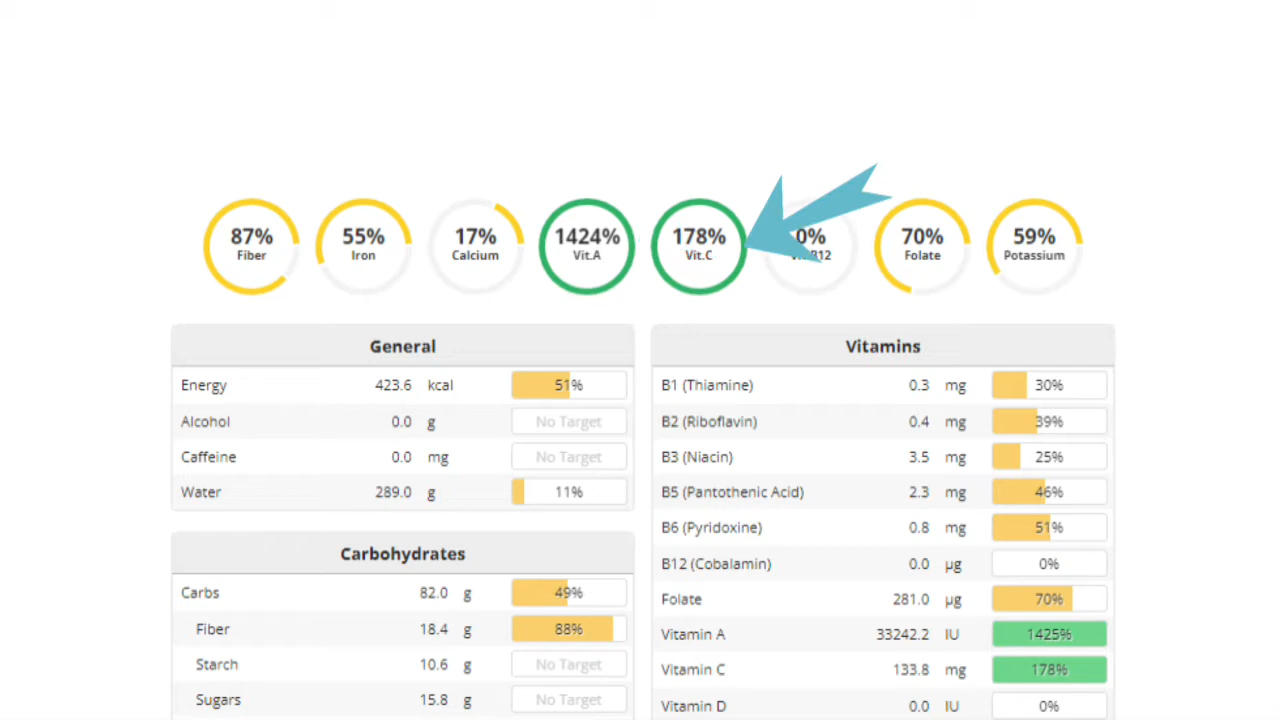 87% 55% 17% 1424% 178% 0% 70% 59%
Fiber Iron Calcium Vit.A Vit.C B12 Folate Potassium
General
Energy 423.6 kcal 51%
Alcohol 0.0 g No Target
Caffeine 0.0 mg No Target
Water 289.0 g 11%
Carbohydrates
Carbs 82.0 g 49%
Fiber 18.4 g 88%
Starch 10.6 g No Target
Sugars 15.8 g No Target
Vitamins
B1 (Thiamine) 0.3 mg 30%
B2 (Riboflavin) 0.4 mg 39%
B3 (Niacin) 3.5 mg 25%
B5 (Pantothenic Acid) 2.3 mg 46%
B6 (Pyridoxine) 0.8 mg 51%
B12 (Cobalamin) 0.0 µg 0%
Folate 281.0 µg 70%
Vitamin A 33242.2 IU 1425%
Vitamin C 133.8 mg 178%
Vitamin D 0.0 IU 0%